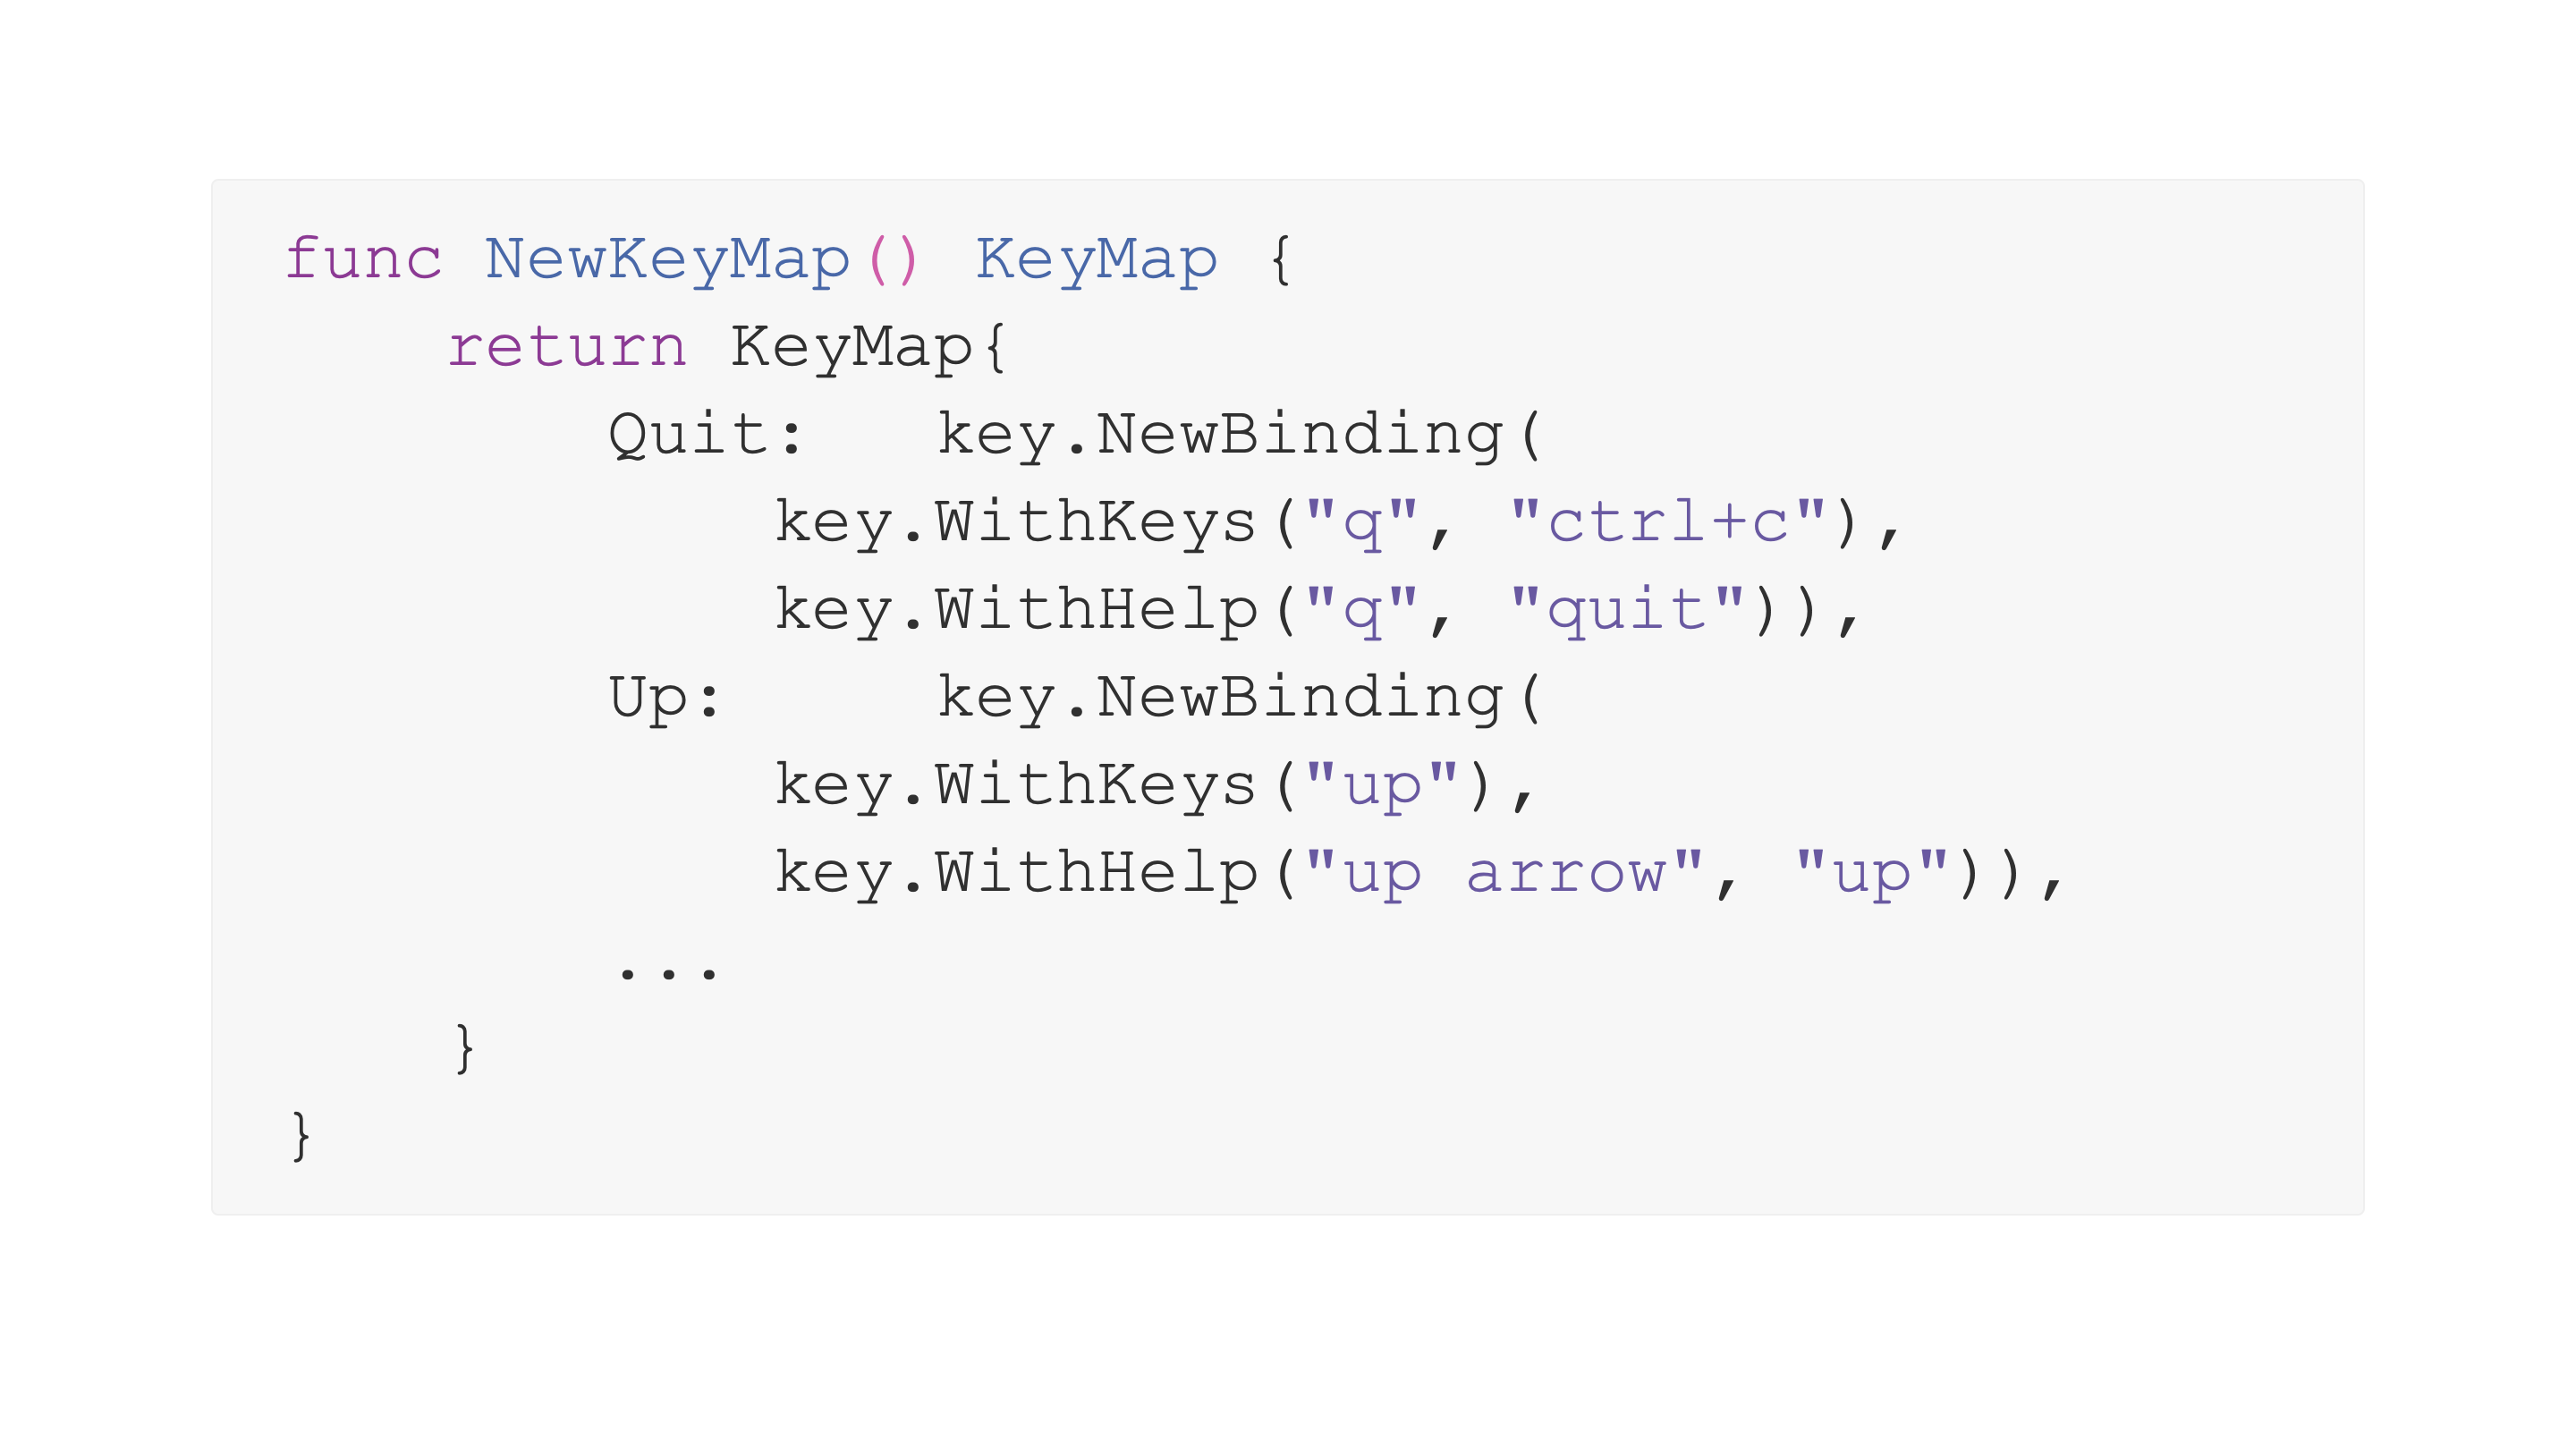 func NewKeyMap() KeyMap {
    return KeyMap{
        Quit:   key.NewBinding(
            key.WithKeys("q", "ctrl+c"),
            key.WithHelp("q", "quit")),
        Up:     key.NewBinding(
            key.WithKeys("up"),
            key.WithHelp("up arrow", "up")),
        ...
    }
}